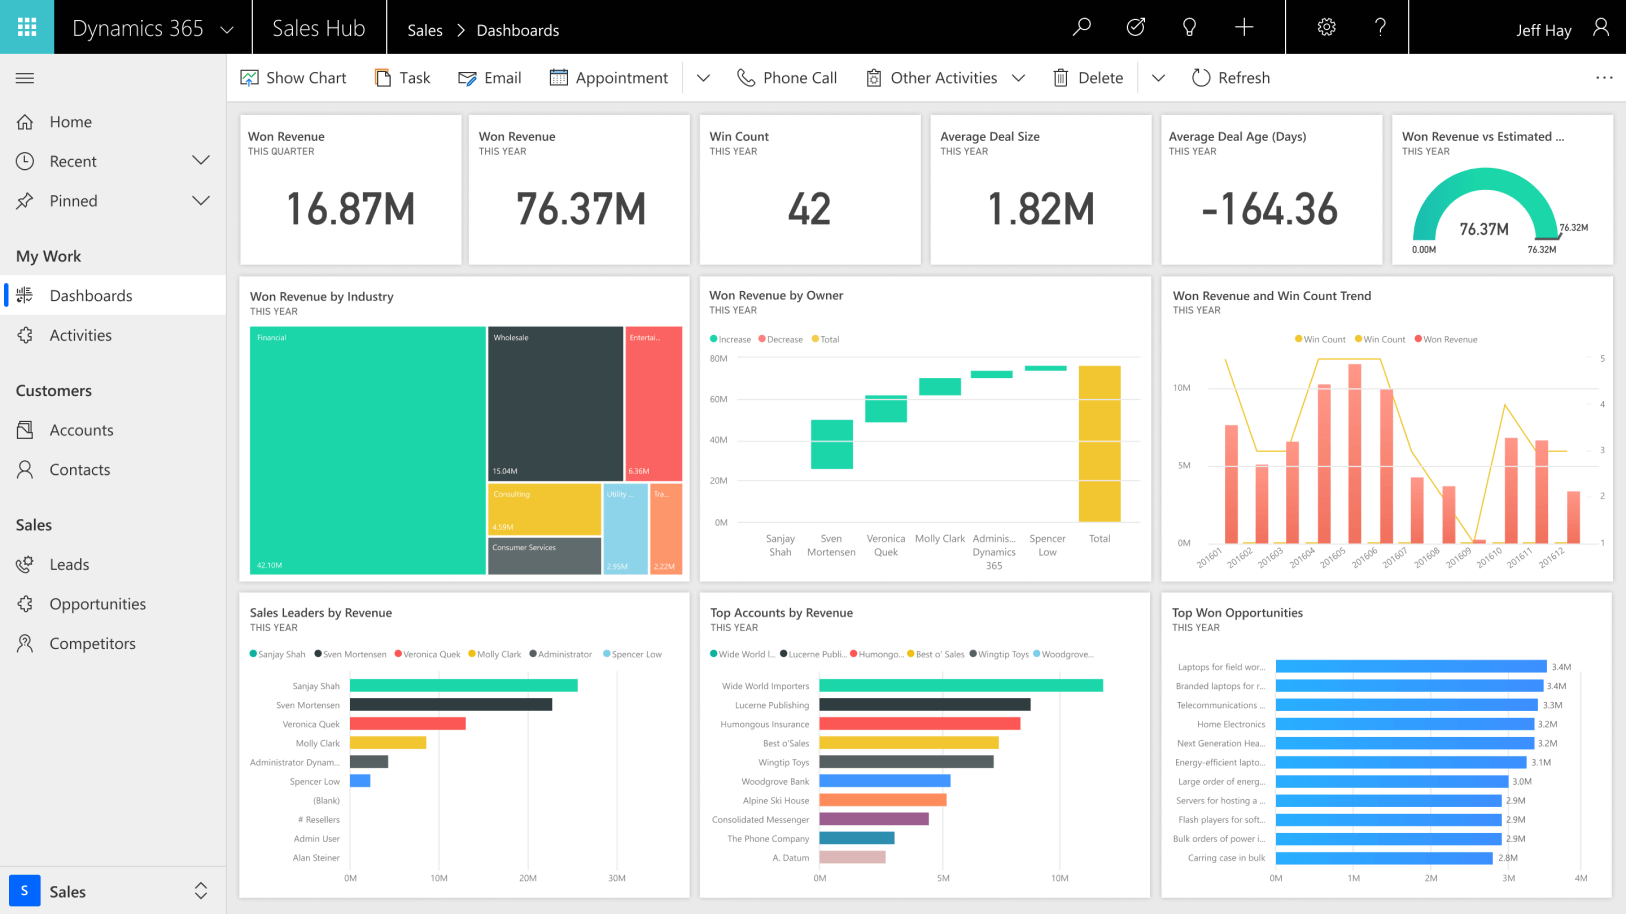 Dynamics 365
Sales Hub
Sales > Dashboards
Jeff Hay
Show Chart
Task
Email
Appointment
Phone Call
Other Activities
Delete
Refresh
Home
Recent
Pinned
My Work
Dashboards
Activities
Customers
Accounts
Contacts
Sales
Leads
Opportunities
Competitors
S
Sales
Won Revenue
THIS QUARTER
16.87M
Won Revenue
THIS YEAR
76.37M
Win Count
THIS YEAR
42
Average Deal Size
THIS YEAR
1.82M
Average Deal Age (Days)
THIS YEAR
-164.36
Won Revenue vs Estimated ...
THIS YEAR
76.37M
76.32M
0.00M
76.32M
Won Revenue by Industry
THIS YEAR
Financial
42.10M
Wholesale
15.04M
Entertai...
6.36M
Consulting
4.59M
Consumer Services
Utility ...
2.95M
Tra...
2.22M
Won Revenue by Owner
THIS YEAR
Increase Decrease Total
80M
60M
40M
20M
0M
Sanjay
Shah
Sven
Mortensen
Veronica
Quek
Molly Clark
Adminis...
Dynamics
365
Spencer
Low
Total
Won Revenue and Win Count Trend
THIS YEAR
Win Count Win Count Won Revenue
10M
5M
0M
5
4
3
2
1
201601
201602
201603
201604
201605
201606
201607
201608
201609
201610
201611
201612
Sales Leaders by Revenue
THIS YEAR
Sanjay Shah Sven Mortensen Veronica Quek Molly Clark Administrator Spencer Low
Sanjay Shah
Sven Mortensen
Veronica Quek
Molly Clark
Administrator Dynam...
Spencer Low
(Blank)
# Resellers
Admin User
Alan Steiner
0M 10M 20M 30M
Top Accounts by Revenue
THIS YEAR
Wide World I... Lucerne Publi... Humongo... Best o' Sales Wingtip Toys Woodgrove...
Wide World Importers
Lucerne Publishing
Humongous Insurance
Best o'Sales
Wingtip Toys
Woodgrove Bank
Alpine Ski House
Consolidated Messenger
The Phone Company
A. Datum
0M 5M 10M
Top Won Opportunities
THIS YEAR
Laptops for field wor... 3.4M
Branded laptops for r... 3.4M
Telecommunications ... 3.3M
Home Electronics 3.2M
Next Generation Hea... 3.2M
Energy-efficient lapto... 3.1M
Large order of energ... 3.0M
Servers for hosting a ... 2.9M
Flash players for soft... 2.9M
Bulk orders of power i... 2.9M
Carring case in bulk 2.8M
0M 1M 2M 3M 4M